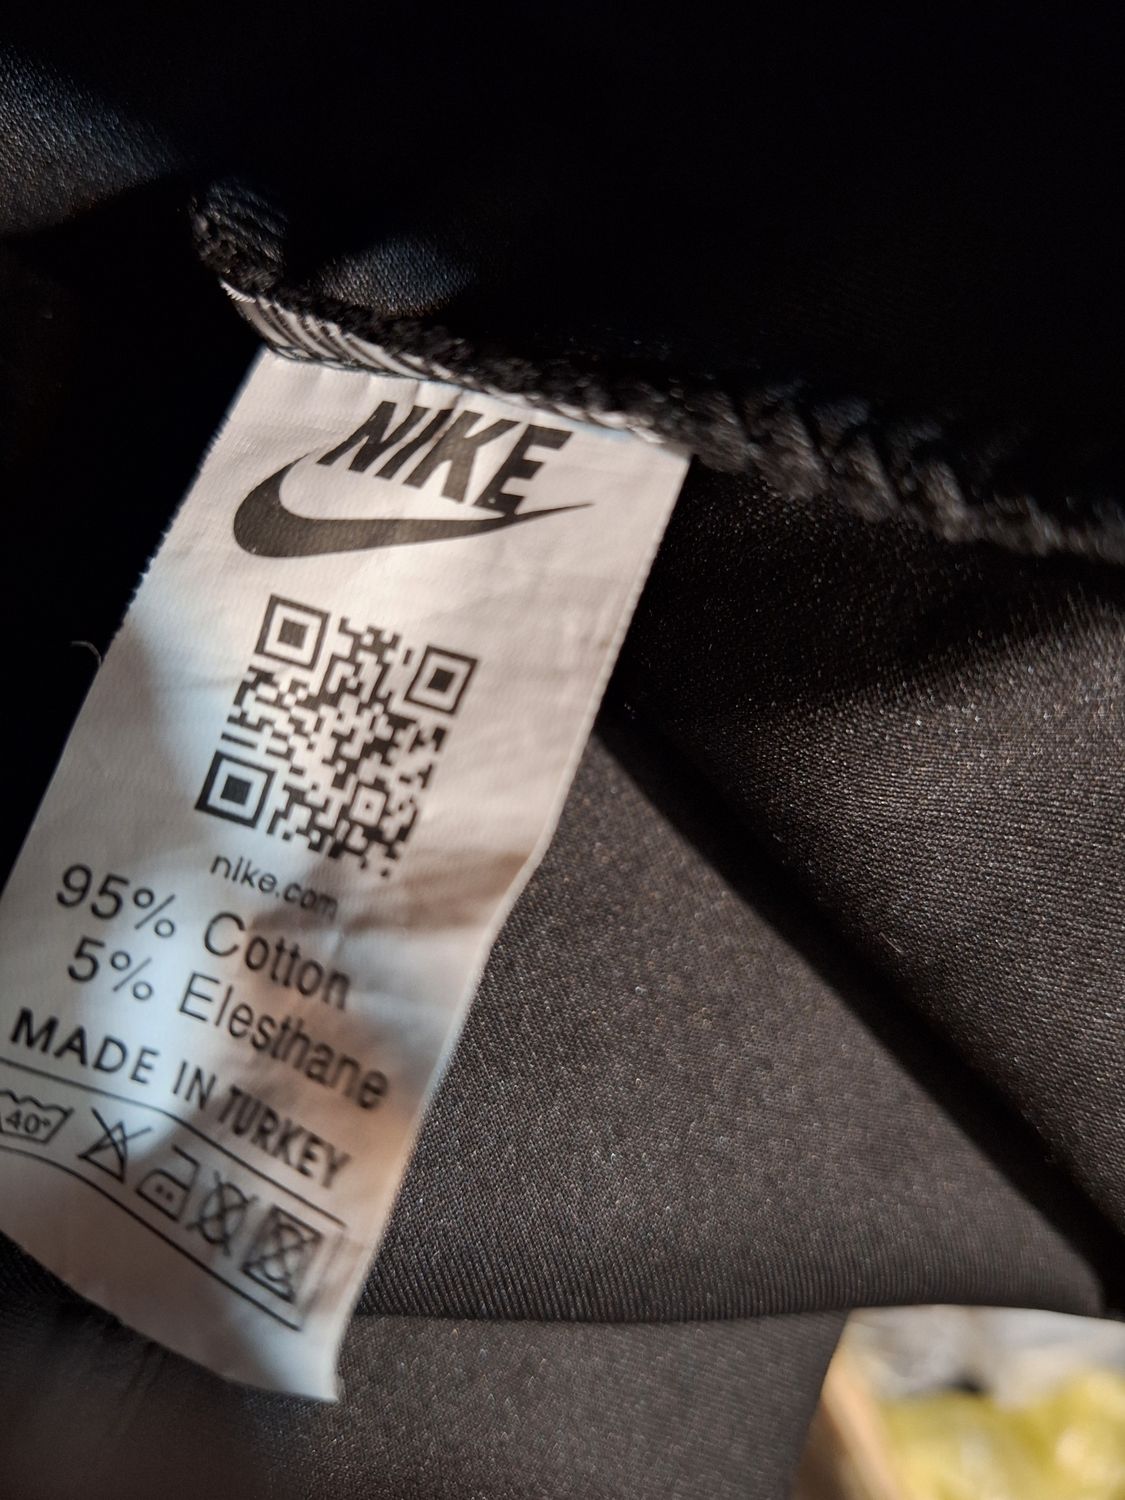 NIKE
nike.com
95% Cotton
5% Elesthane
MADE IN TURKEY
40°